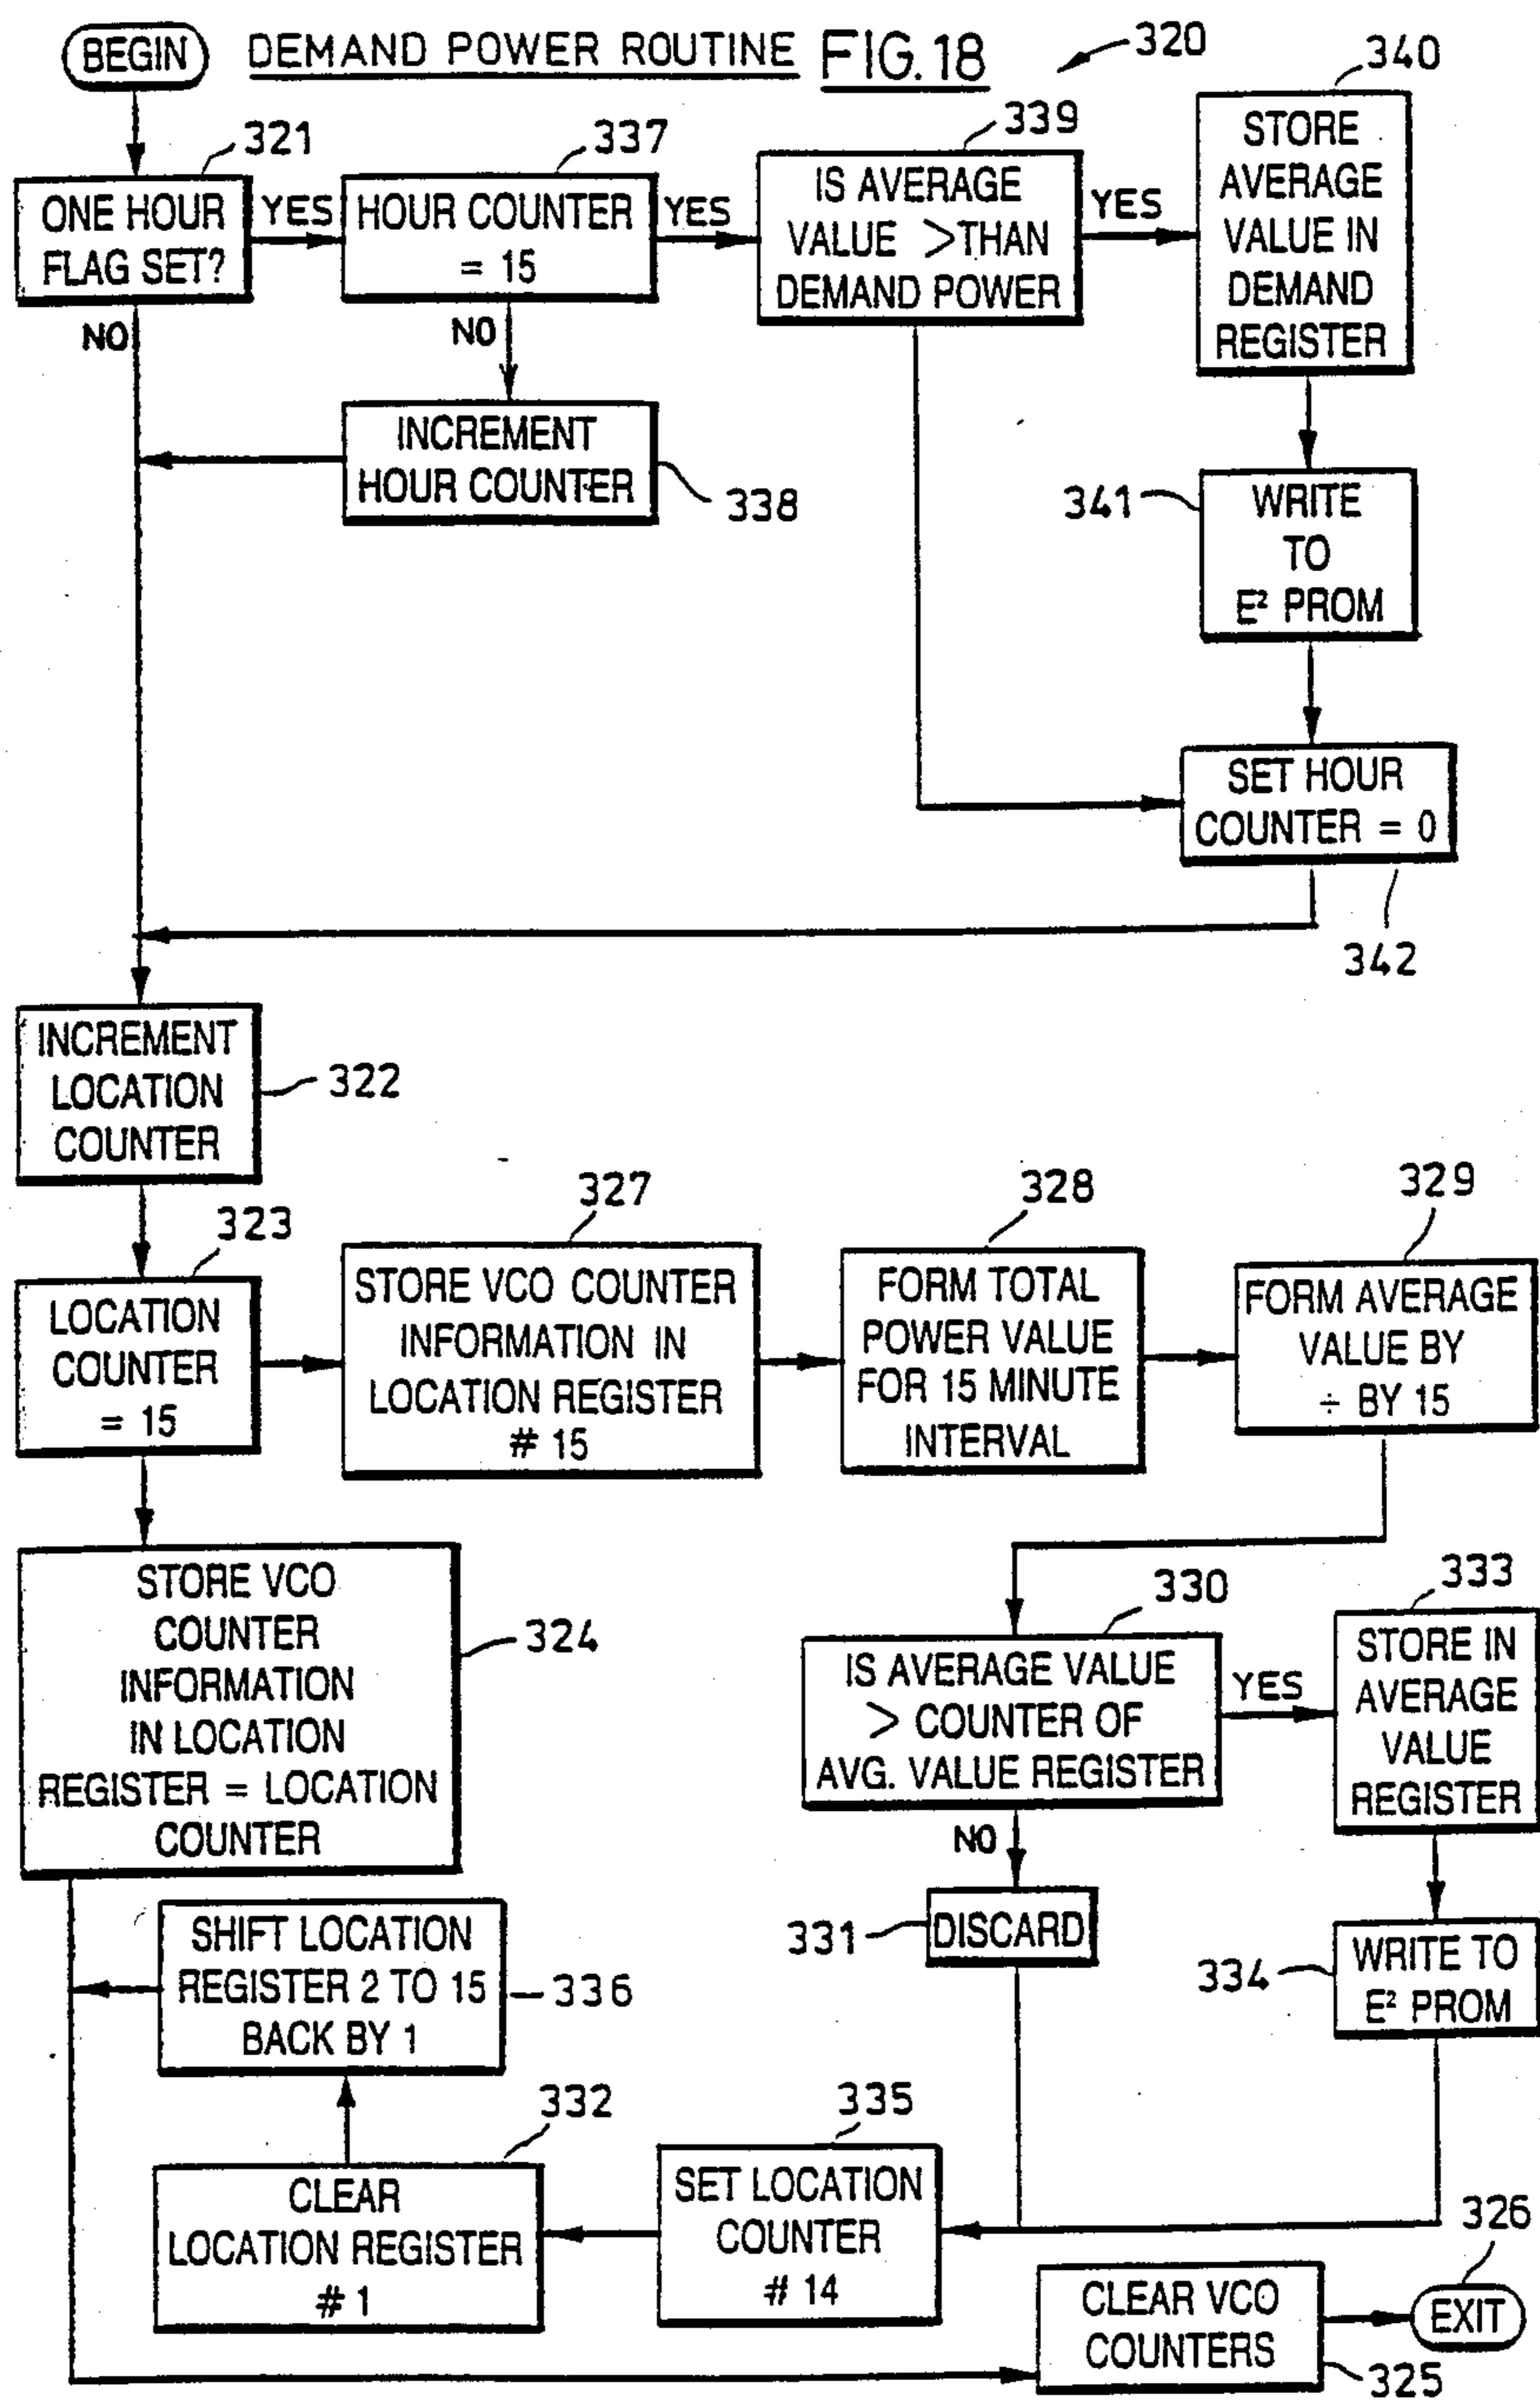 BEGIN
DEMAND POWER ROUTINE FIG. 18
320
321
ONE HOUR
FLAG SET?
YES
NO
337
HOUR COUNTER
= 15
YES
NO
339
IS AVERAGE
VALUE >THAN
DEMAND POWER
YES
340
STORE
AVERAGE
VALUE IN
DEMAND
REGISTER
INCREMENT
HOUR COUNTER
338
341
WRITE
TO
E² PROM
SET HOUR
COUNTER = 0
342
INCREMENT
LOCATION
COUNTER
322
323
LOCATION
COUNTER
= 15
327
STORE VCO COUNTER
INFORMATION IN
LOCATION REGISTER
# 15
328
FORM TOTAL
POWER VALUE
FOR 15 MINUTE
INTERVAL
329
FORM AVERAGE
VALUE BY
÷ BY 15
STORE VCO
COUNTER
INFORMATION
IN LOCATION
REGISTER = LOCATION
COUNTER
324
330
IS AVERAGE VALUE
> COUNTER OF
AVG. VALUE REGISTER
YES
NO
333
STORE IN
AVERAGE
VALUE
REGISTER
331
DISCARD
334
WRITE TO
E² PROM
SHIFT LOCATION
REGISTER 2 TO 15
BACK BY 1
336
332
CLEAR
LOCATION REGISTER
# 1
335
SET LOCATION
COUNTER
# 14
CLEAR VCO
COUNTERS
325
326
EXIT